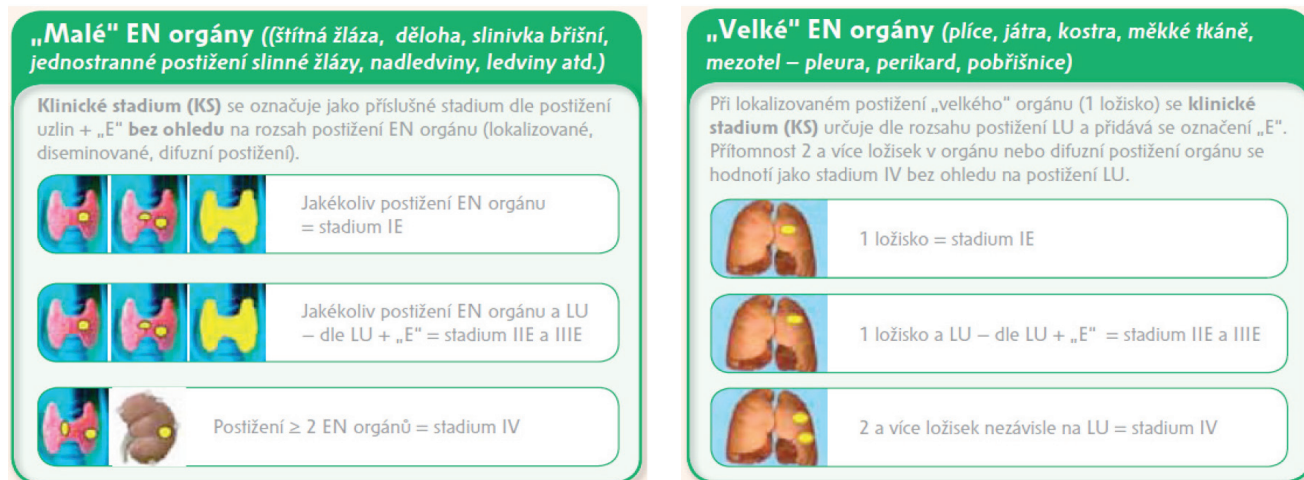 „Malé" EN orgány ((štítná žláza, děloha, slinivka břišní,
jednostranné postižení slinné žlázy, nadledviny, ledviny atd.)
Klinické stadium (KS) se označuje jako příslušné stadium dle postižení
uzlin + „E" bez ohledu na rozsah postižení EN orgánu (lokalizované,
diseminované, difuzní postižení).
Jakékoliv postižení EN orgánu
= stadium IE
Jakékoliv postižení EN orgánu a LU
– dle LU + „E" = stadium IIE a IIIE
Postižení ≥ 2 EN orgánů = stadium IV
„Velké" EN orgány (plíce, játra, kostra, měkké tkáně,
mezotel – pleura, perikard, pobřišnice)
Při lokalizovaném postižení „velkého" orgánu (1 ložisko) se klinické
stadium (KS) určuje dle rozsahu postižení LU a přidává se označení „E".
Přítomnost 2 a více ložisek v orgánu nebo difuzní postižení orgánu se
hodnotí jako stadium IV bez ohledu na postižení LU.
1 ložisko = stadium IE
1 ložisko a LU – dle LU + „E" = stadium IIE a IIIE
2 a více ložisek nezávisle na LU = stadium IV